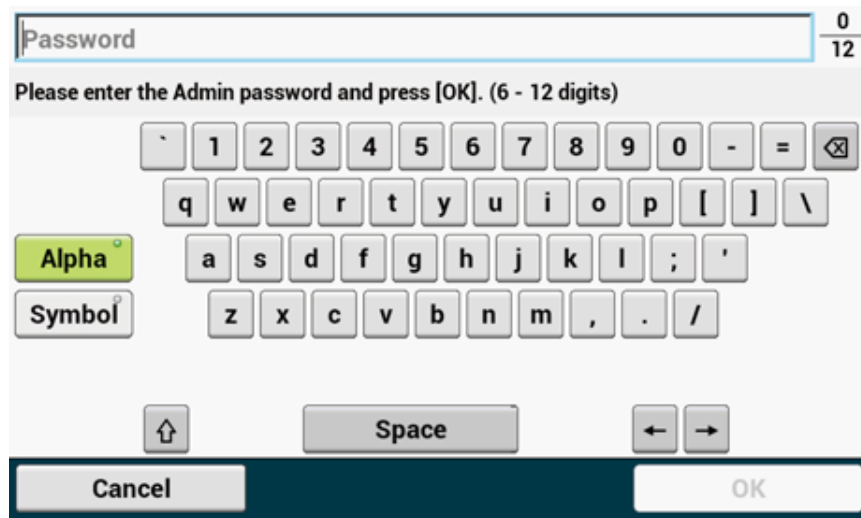 Password
0
12
Please enter the Admin password and press [OK]. (6 - 12 digits)
` 1 2 3 4 5 6 7 8 9 0 - =
q w e r t y u i o p [ ] \
Alpha a s d f g h j k l ; '
Symbol z x c v b n m , . /
Space ← →
Cancel OK